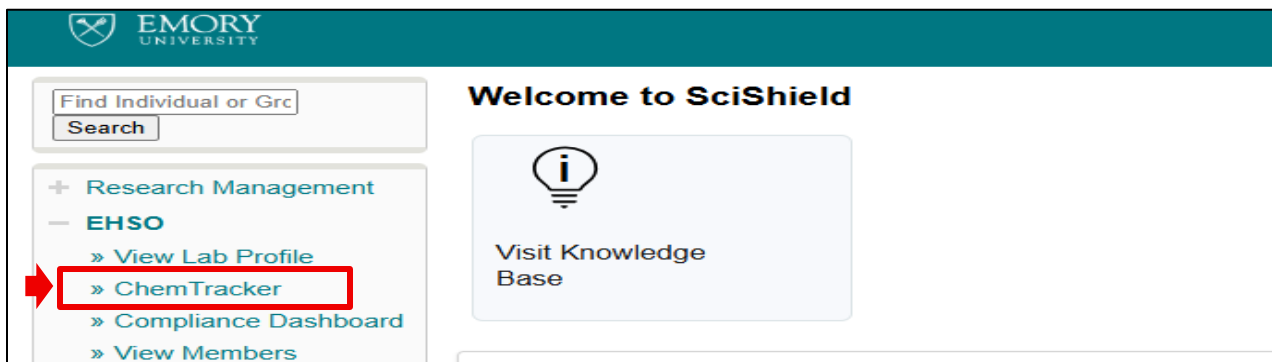 EMORY
UNIVERSITY
Find Individual or Grc
Search
Research Management
EHSO
» View Lab Profile
» ChemTracker
» Compliance Dashboard
» View Members
Welcome to SciShield
i
Visit Knowledge
Base